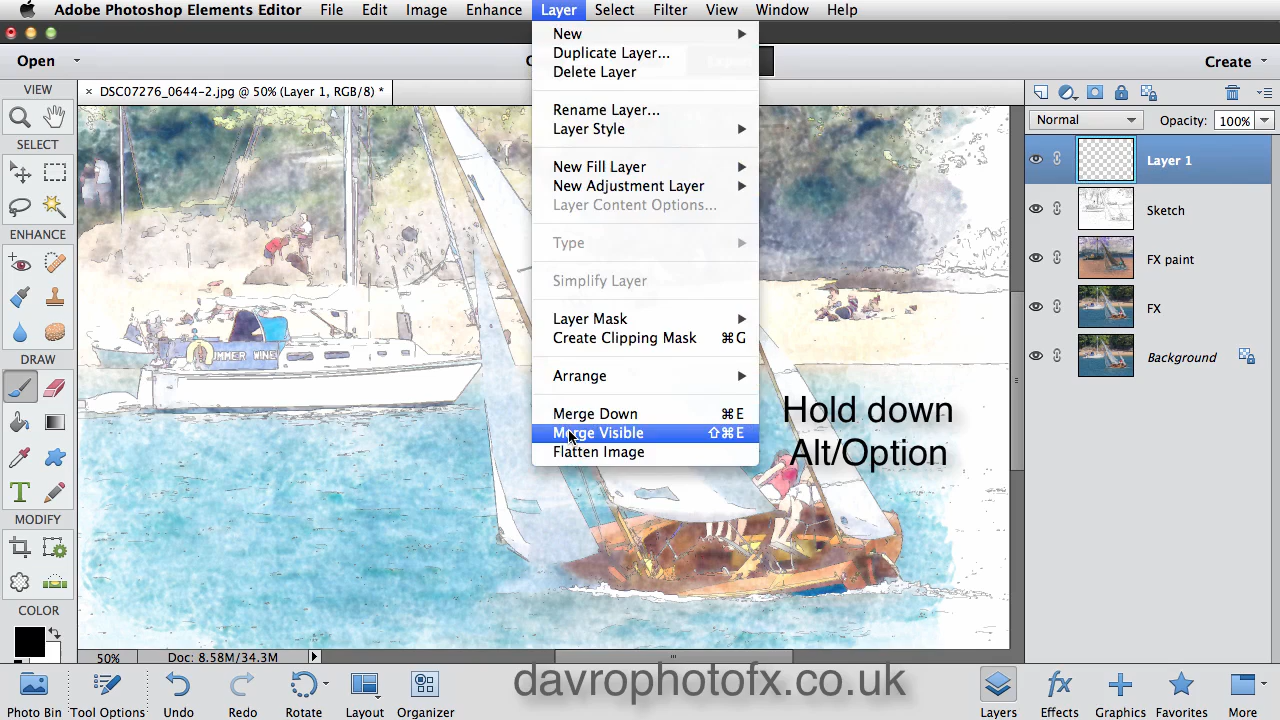 Adobe Photoshop Elements Editor File Edit Image Enhance Layer Select Filter View Window Help
Open Create
VIEW
× DSC07276_0644-2.jpg @ 50% (Layer 1, RGB/8) *
SELECT
ENHANCE
DRAW
T
MODIFY
COLOR
New
Duplicate Layer...
Delete Layer
Rename Layer...
Layer Style
New Fill Layer
New Adjustment Layer
Layer Content Options...
Type
Simplify Layer
Layer Mask
Create Clipping Mask ⌘G
Arrange
Merge Down ⌘E
Merge Visible ⇧⌘E
Flatten Image
SUMMER WINE
Hold down
Alt/Option
Normal Opacity: 100%
Layer 1
Sketch
FX paint
FX
Background
50% Doc: 8.58M/34.3M
davrophotofx.co.uk
Photo Bin Tool Options Undo Redo Rotate Layout Organizer
fx
Layers Effects Graphics Favorites More